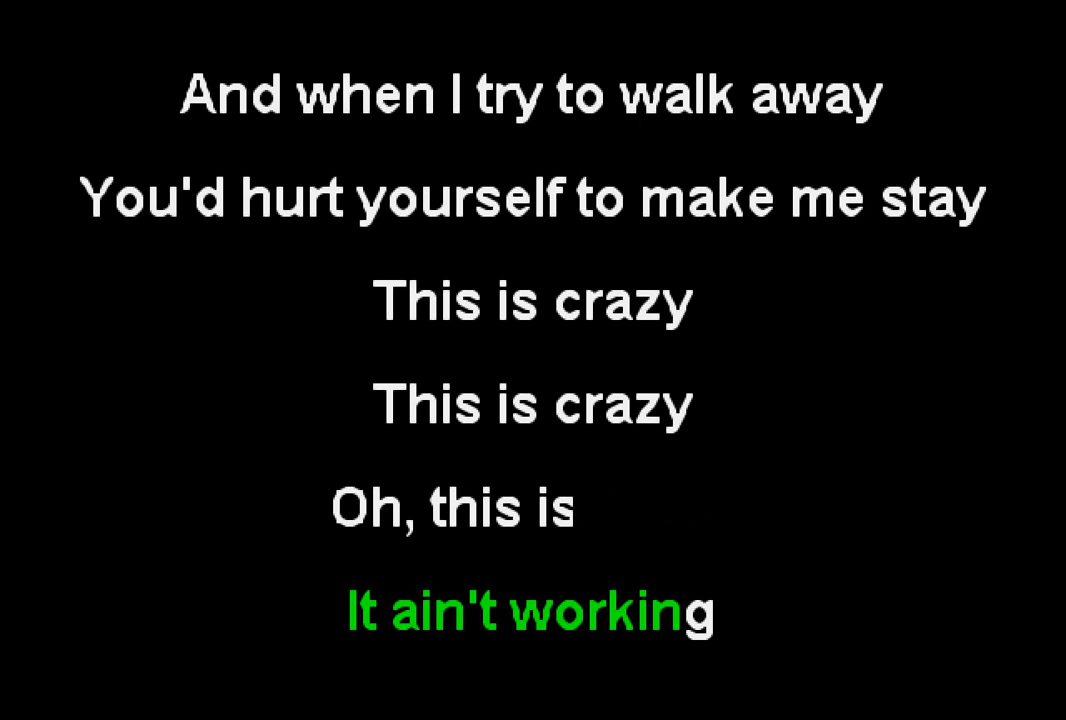 And when I try to walk away
You'd hurt yourself to make me stay
This is crazy
This is crazy
Oh, this is
It ain't working